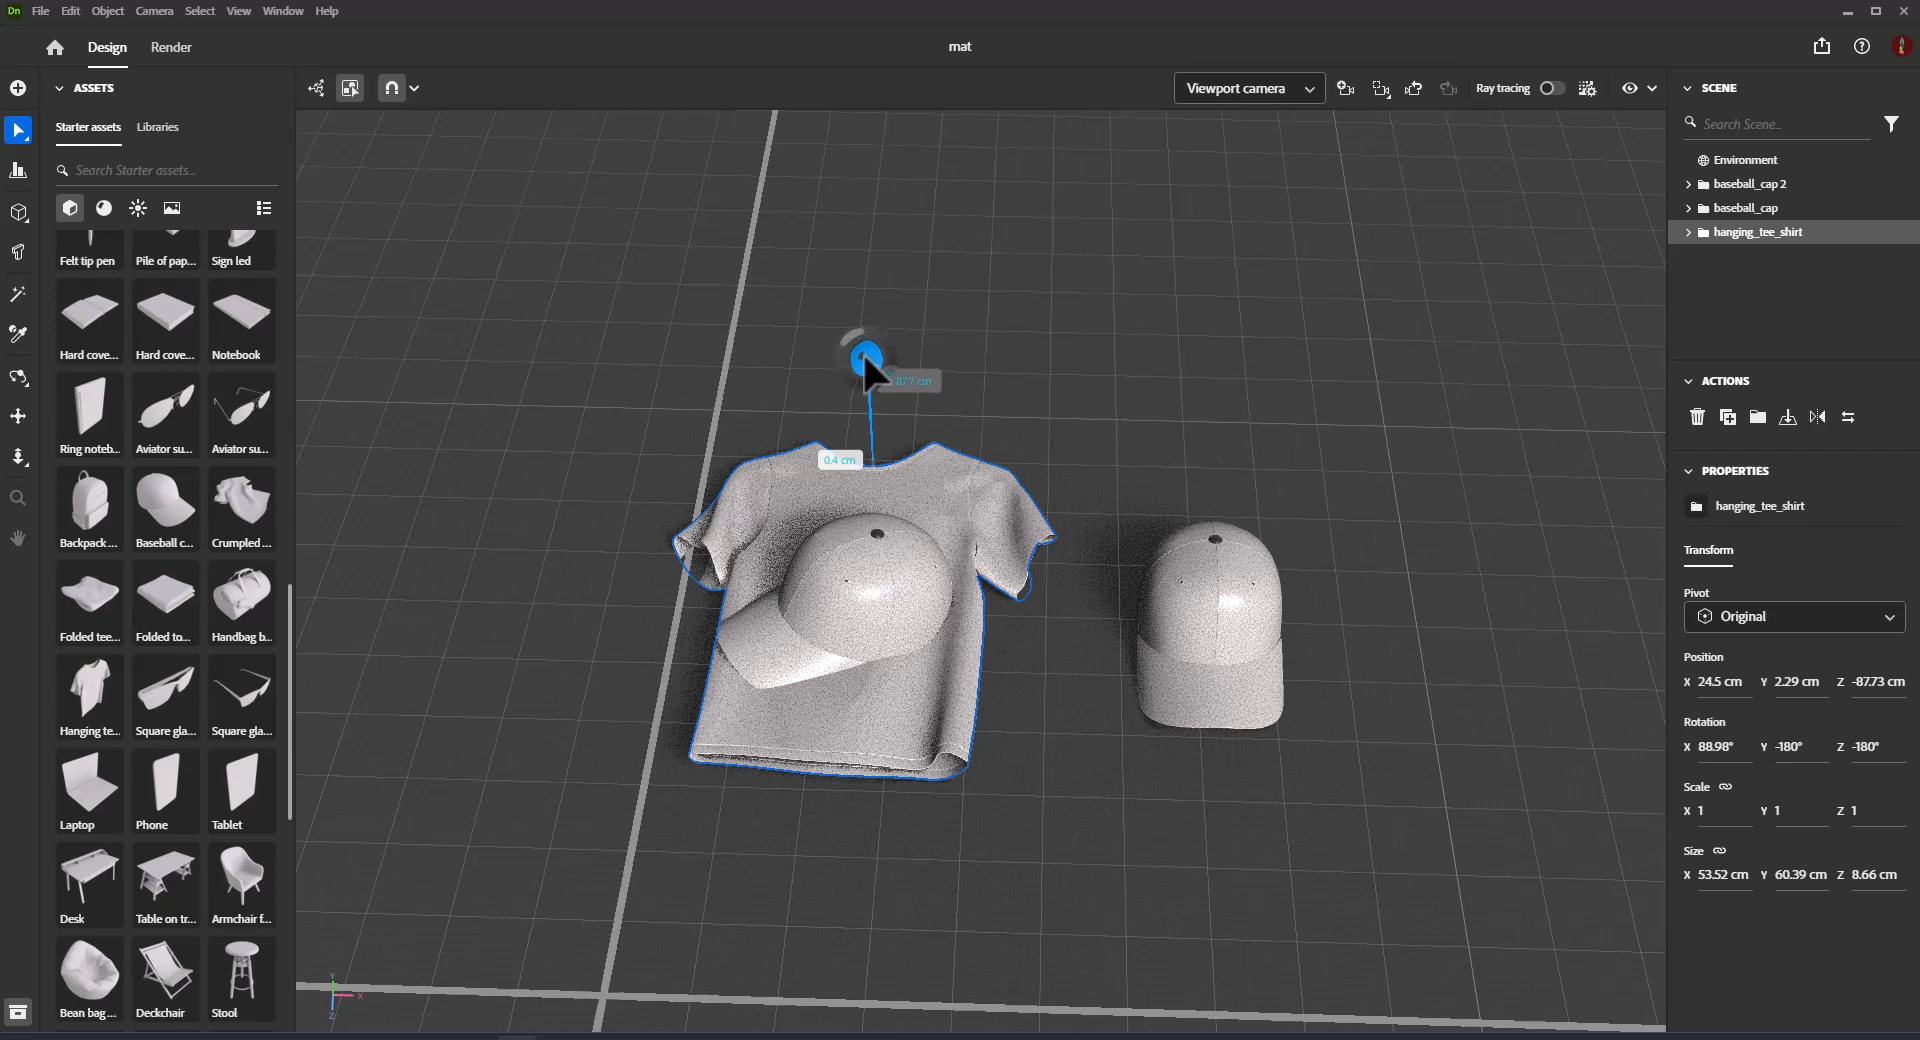 Dn File Edit Object Camera Select View Window Help
Design Render
mat
ASSETS
Starter assets Libraries
Search Starter assets...
Felt tip pen Pile of pap... Sign led
Hard cove... Hard cove... Notebook
Ring noteb... Aviator su... Aviator su...
Backpack ... Baseball c... Crumpled ...
Folded tee... Folded to... Handbag b...
Hanging te... Square gla... Square gla...
Laptop Phone Tablet
Desk Table on tr... Armchair f...
Bean bag ... Deckchair Stool
Viewport camera
Ray tracing
0.4 cm
Y
X
Z
SCENE
Search Scene...
Environment
baseball_cap 2
baseball_cap
hanging_tee_shirt
ACTIONS
PROPERTIES
hanging_tee_shirt
Transform
Pivot
Original
Position
X 24.5 cm Y 2.29 cm Z -87.73 cm
Rotation
X 88.98° Y -180° Z -180°
Scale
X 1 Y 1 Z 1
Size
X 53.52 cm Y 60.39 cm Z 8.66 cm